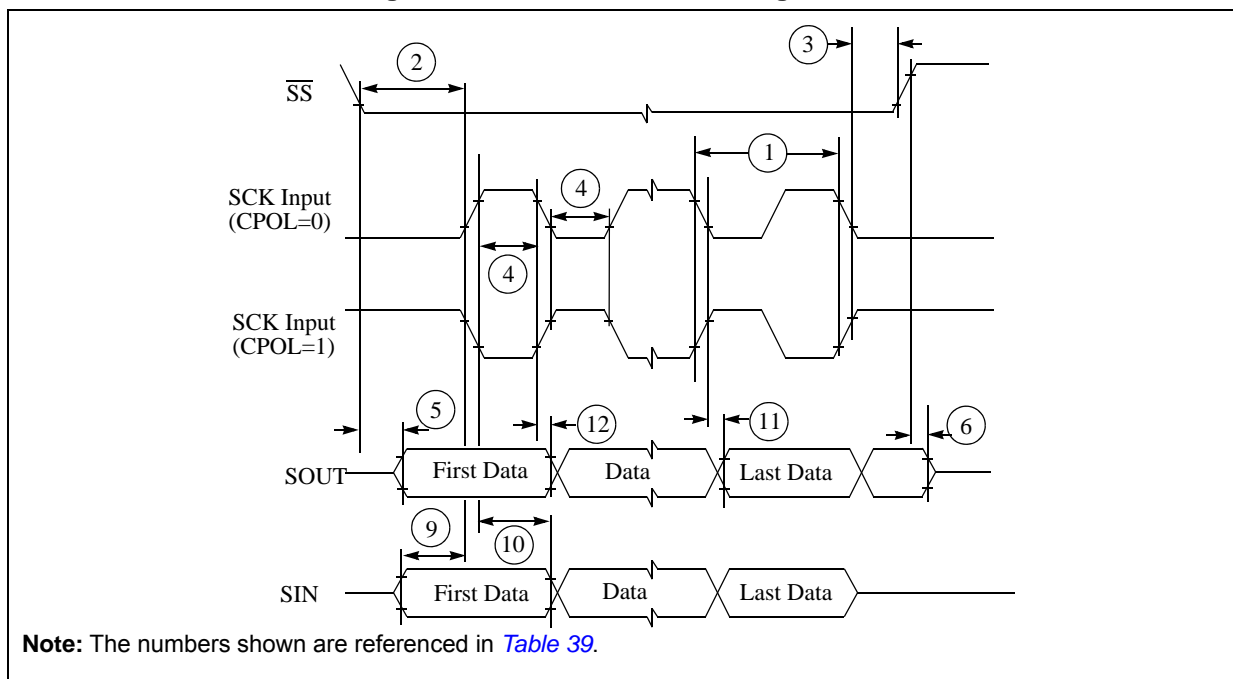 3
2
SS
1
SCK Input
(CPOL=0)
4
4
SCK Input
(CPOL=1)
5
12
11
6
SOUT
First Data
Data
Last Data
9
10
SIN
First Data
Data
Last Data
Note: The numbers shown are referenced in Table 39.